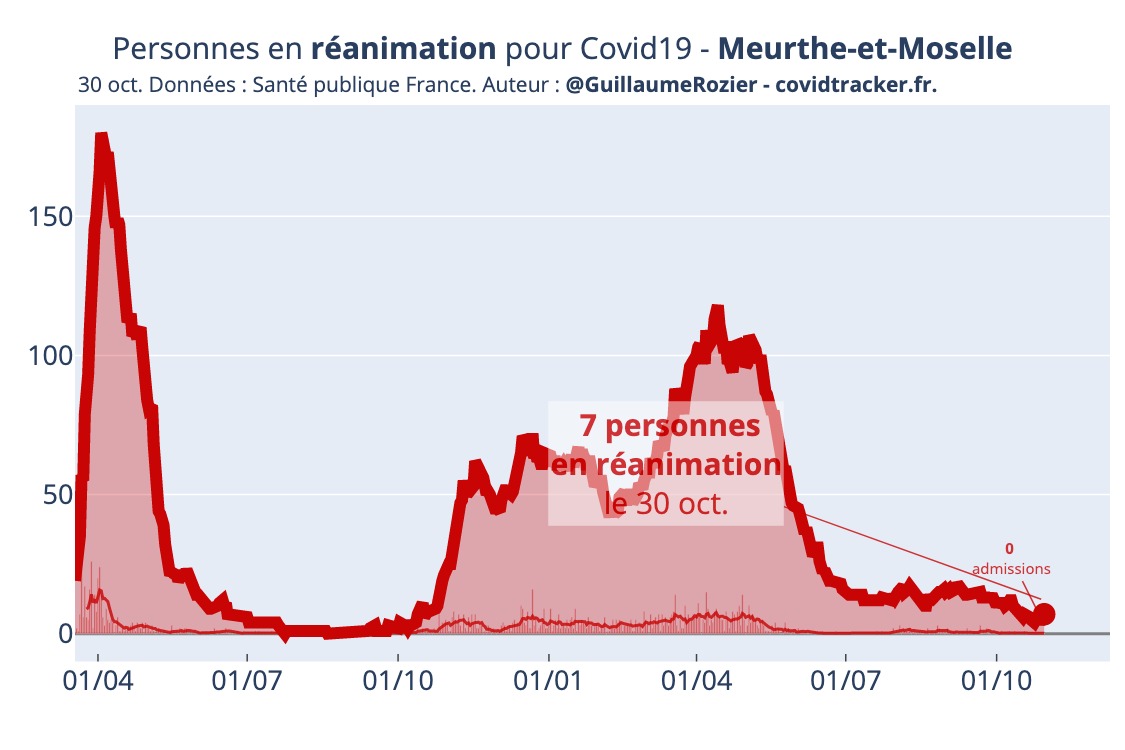 Personnes en réanimation pour Covid19 - Meurthe-et-Moselle
30 oct. Données : Santé publique France. Auteur : @GuillaumeRozier - covidtracker.fr.
150
100
50
0
7 personnes
en réanimation
le 30 oct.
0
admissions
01/04
01/07
01/10
01/01
01/04
01/07
01/10